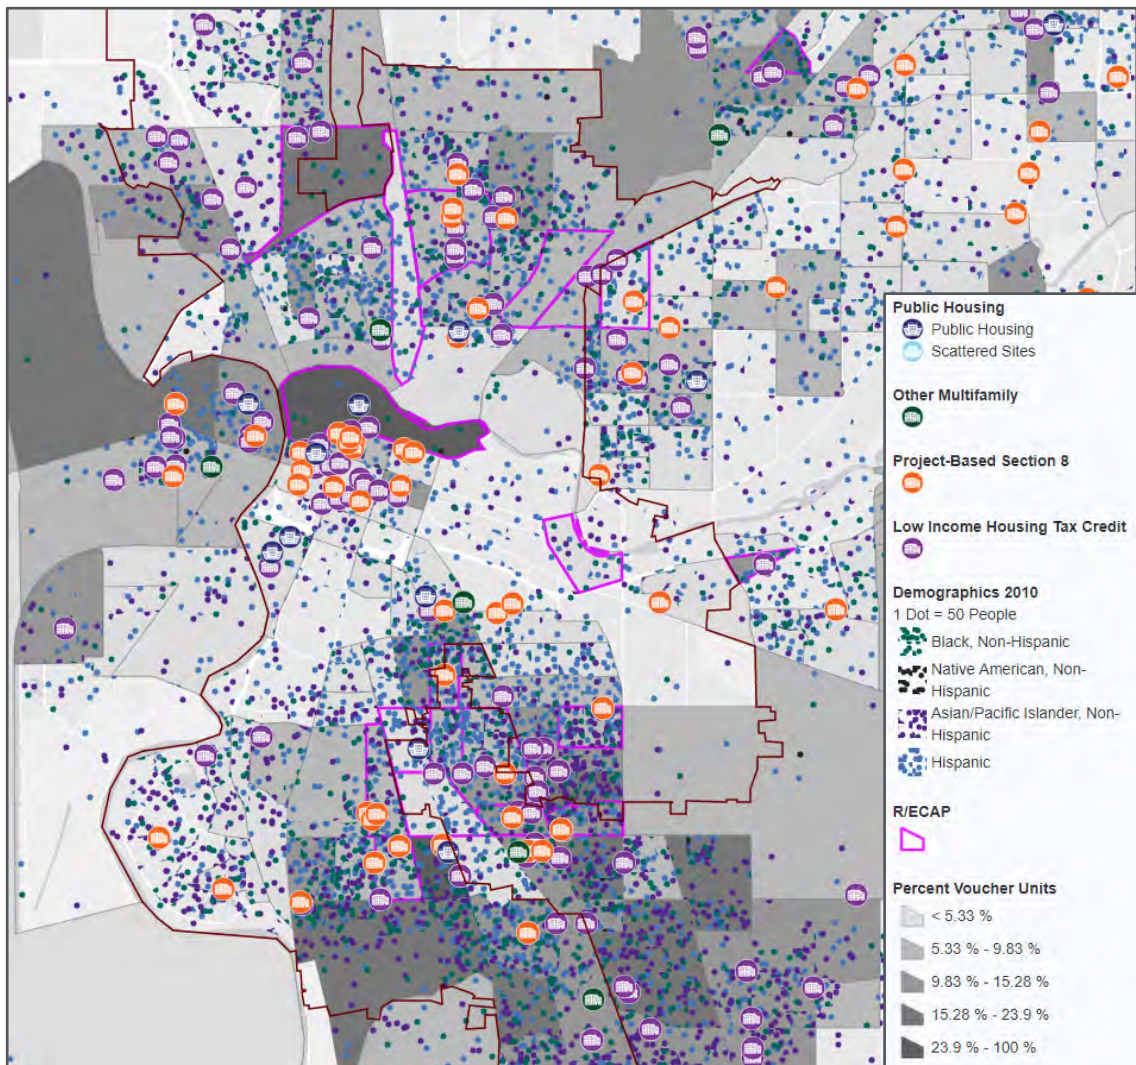 Public Housing
Public Housing
Scattered Sites
Other Multifamily
Project-Based Section 8
Low Income Housing Tax Credit
Demographics 2010
1 Dot = 50 People
Black, Non-Hispanic
Native American, Non-
Hispanic
Asian/Pacific Islander, Non-
Hispanic
Hispanic
R/ECAP
Percent Voucher Units
< 5.33 %
5.33 % - 9.83 %
9.83 % - 15.28 %
15.28 % - 23.9 %
23.9 % - 100 %